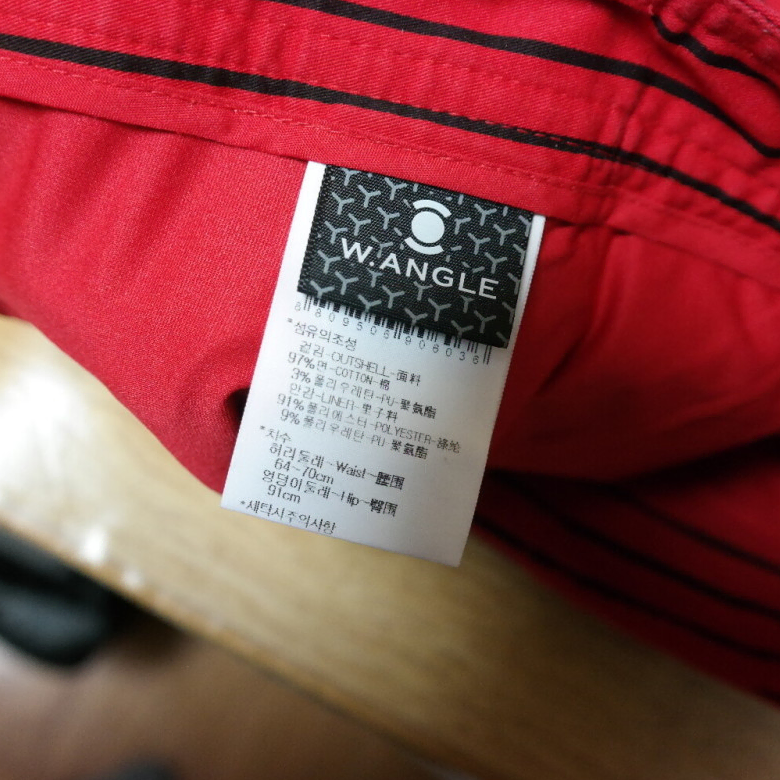 W.ANGLE
8809505908036
*섬유의조성
겉감-OUTSHELL-面料
97%면-COTTON-棉
3%폴리우레탄-PU-聚氨酯
안감-LINER-里子料
91%폴리에스터-POLYESTER-涤纶
9%폴리우레탄-PU-聚氨酯
*치수
허리둘레-Waist-腰围
64~70cm
엉덩이둘레-Hip-臀围
91cm
*세탁시주의사항